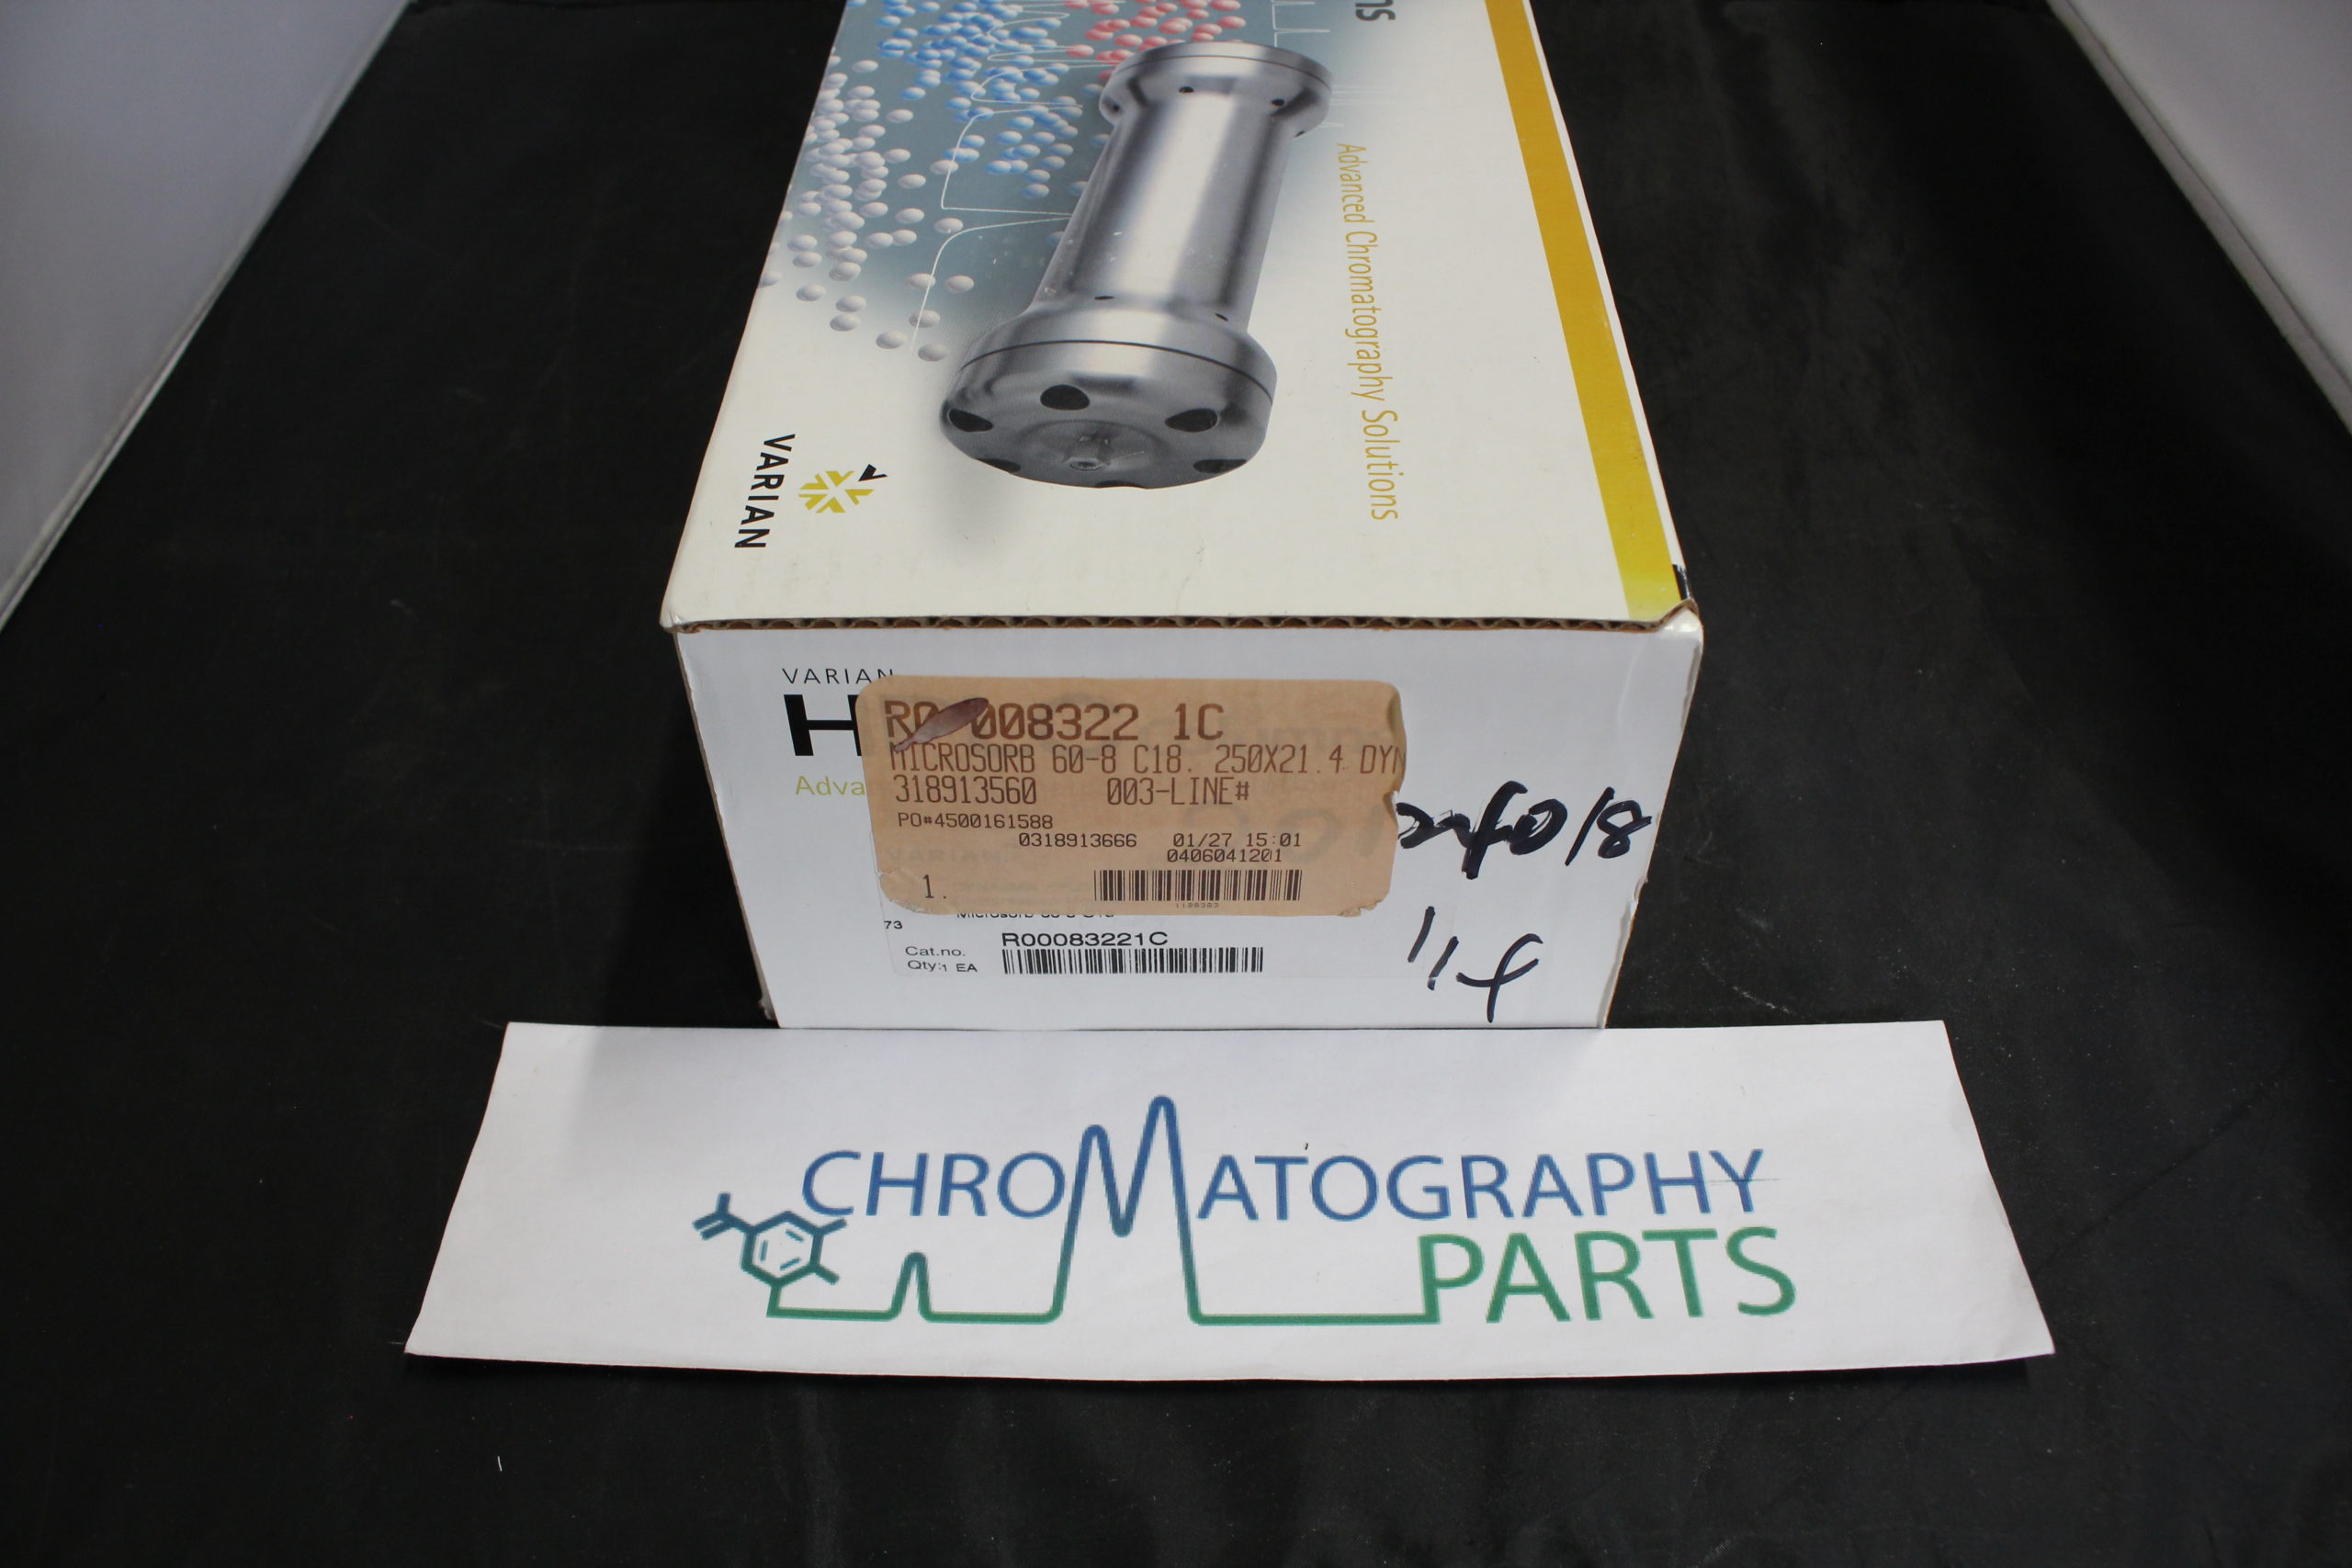 ns
Advanced Chromatography Solutions
VARIAN
VARIAN
H
Adva
008322 1C
MICROSORB 60-8 C18. 250X21.4 DYN
318913560 003-LINE#
PO#4500161588
0318913666 01/27 15:01
0406041201
1.
73
R00083221C
Cat.no.
Qty:1 EA
CHROMATOGRAPHY
PARTS